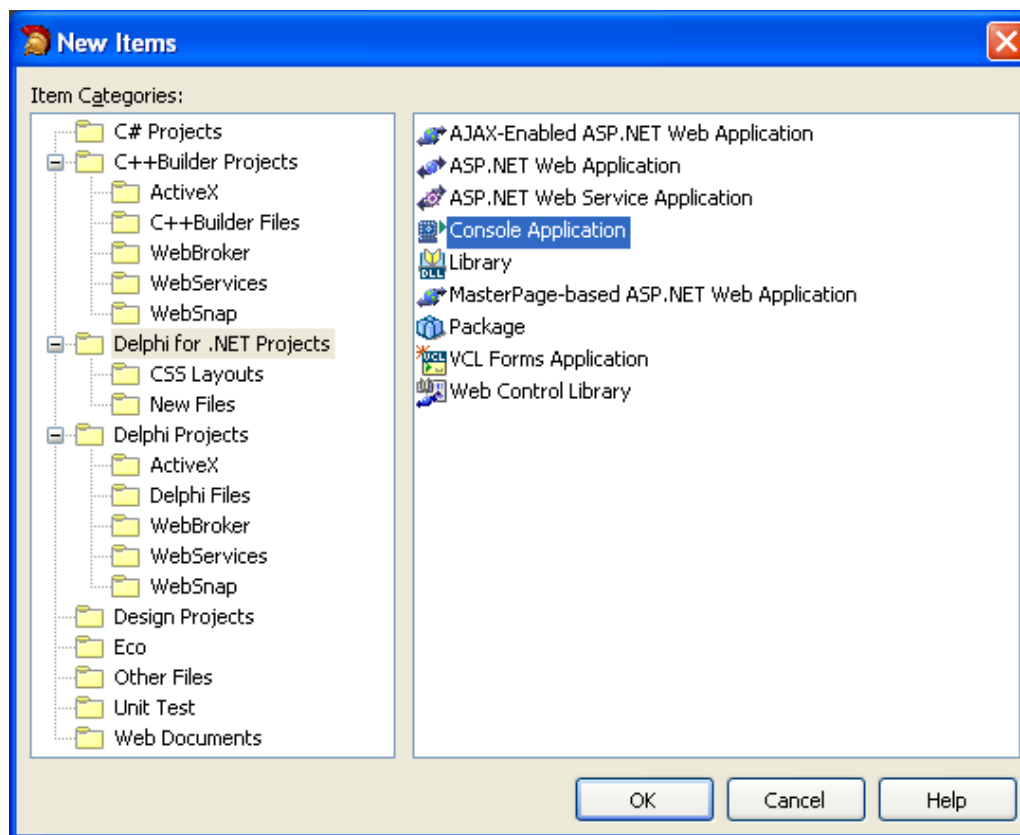 New Items
Item Categories:
C# Projects
C++Builder Projects
ActiveX
C++Builder Files
WebBroker
WebServices
WebSnap
Delphi for .NET Projects
CSS Layouts
New Files
Delphi Projects
ActiveX
Delphi Files
WebBroker
WebServices
WebSnap
Design Projects
Eco
Other Files
Unit Test
Web Documents
AJAX-Enabled ASP.NET Web Application
ASP.NET Web Application
ASP.NET Web Service Application
Console Application
DLL
Library
MasterPage-based ASP.NET Web Application
Package
VCL
VCL Forms Application
Web Control Library
OK
Cancel
Help